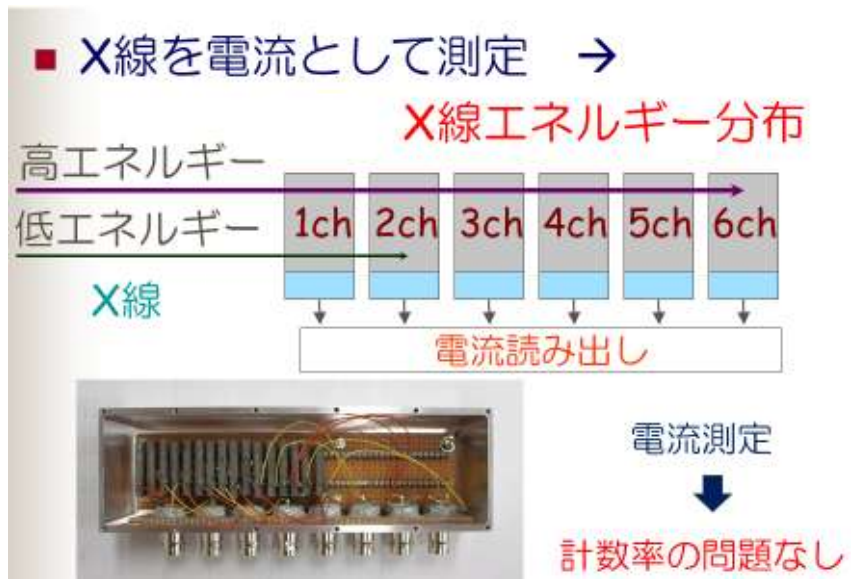 ■ X線を電流として測定 →
X線エネルギー分布
高エネルギー
低エネルギー
1ch 2ch 3ch 4ch 5ch 6ch
X線
電流読み出し
電流測定
計数率の問題なし